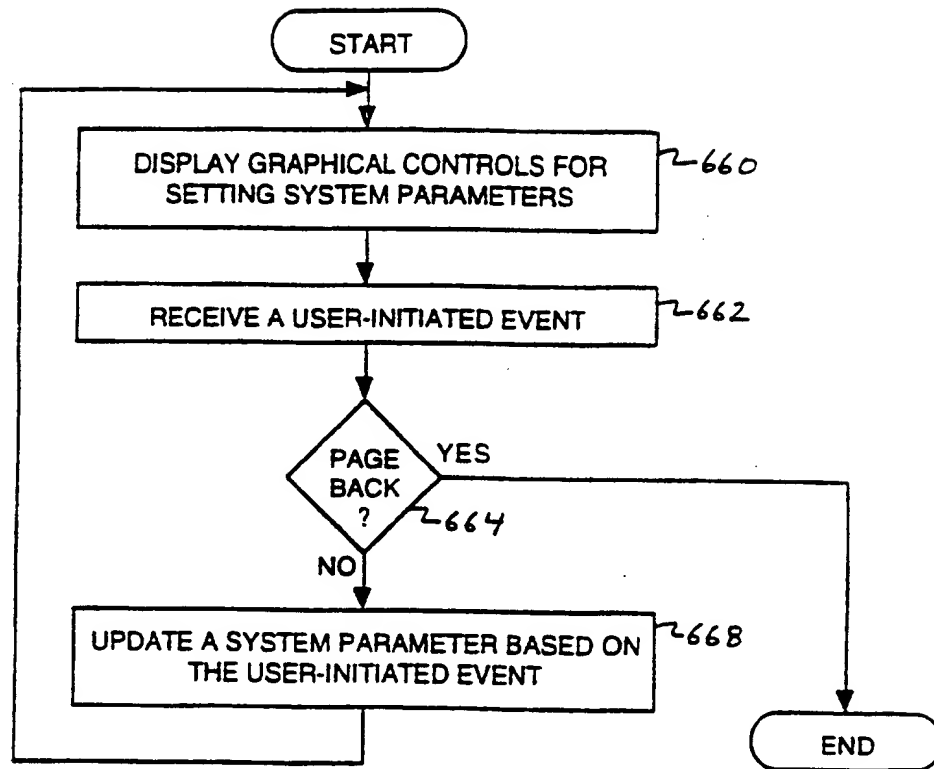 START
DISPLAY GRAPHICAL CONTROLS FOR
SETTING SYSTEM PARAMETERS
660
RECEIVE A USER-INITIATED EVENT
662
PAGE
BACK
?
YES
664
NO
UPDATE A SYSTEM PARAMETER BASED ON
THE USER-INITIATED EVENT
668
END